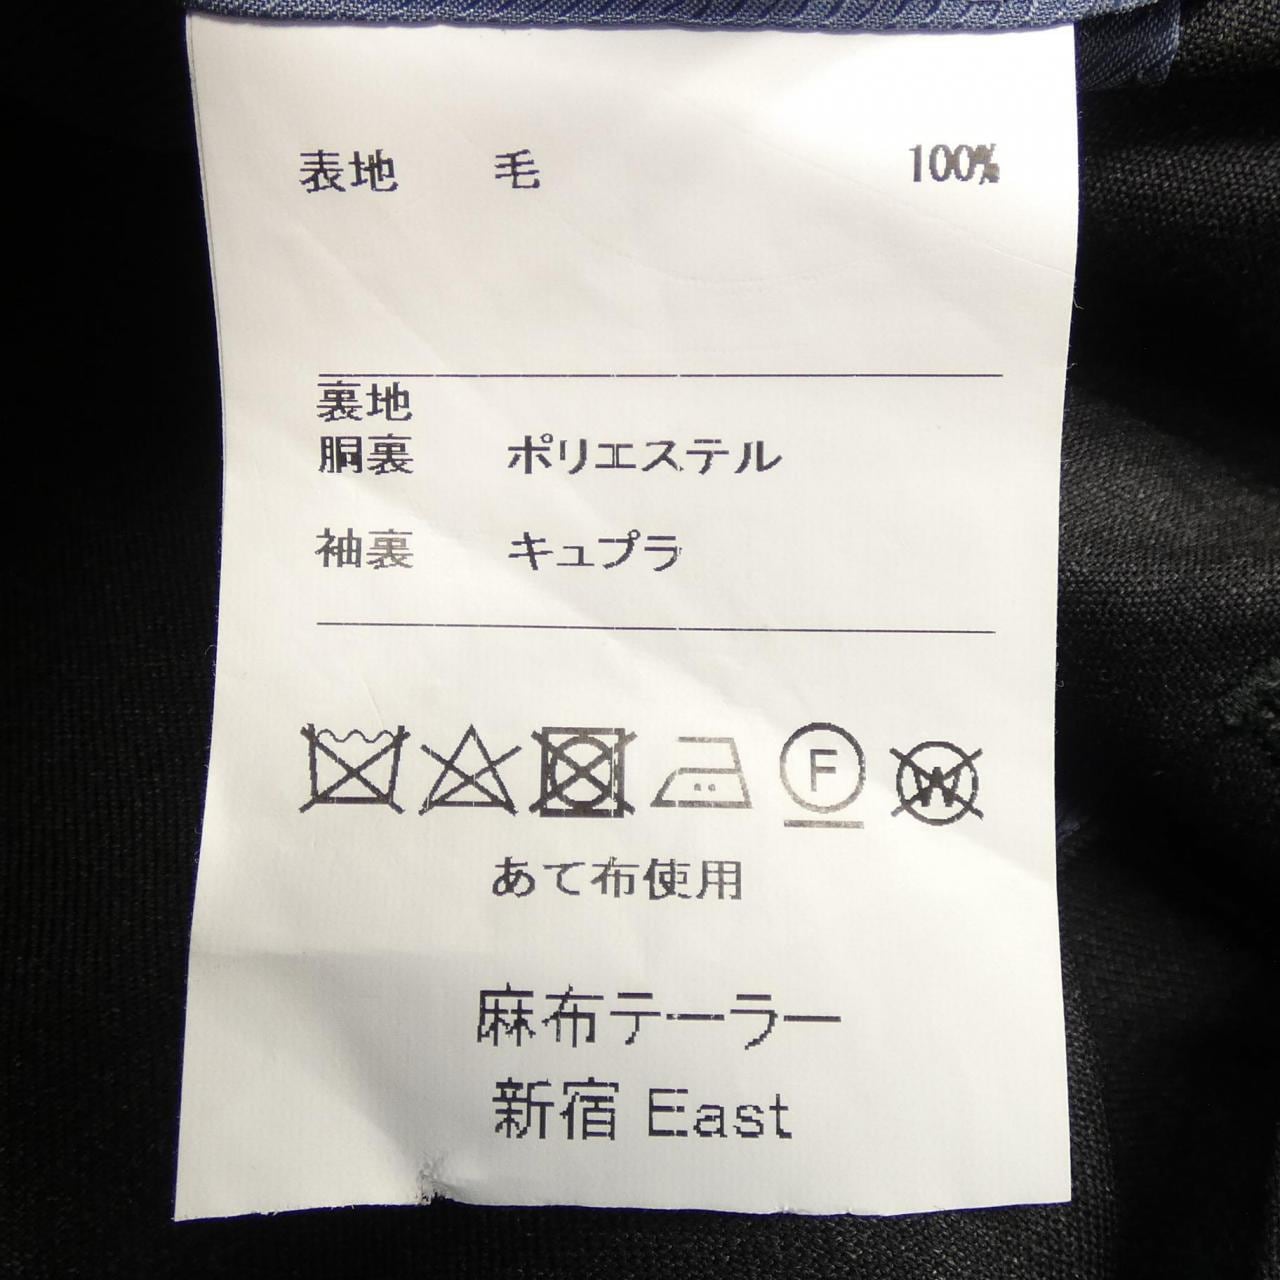 表地 毛 100%
裏地
胴裏 ポリエステル
袖裏 キュプラ
F W
あて布使用
麻布テーラー
新宿 East